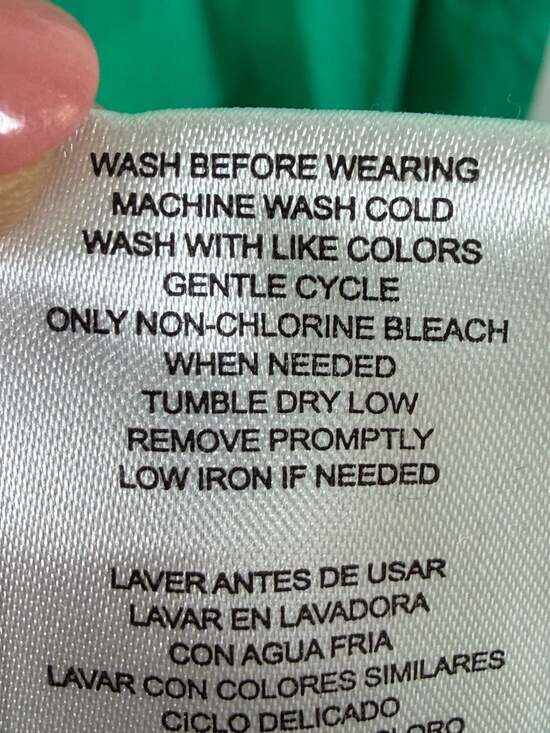 WASH BEFORE WEARING
MACHINE WASH COLD
WASH WITH LIKE COLORS
GENTLE CYCLE
ONLY NON-CHLORINE BLEACH
WHEN NEEDED
TUMBLE DRY LOW
REMOVE PROMPTLY
LOW IRON IF NEEDED
LAVER ANTES DE USAR
LAVAR EN LAVADORA
CON AGUA FRIA
LAVAR CON COLORES SIMILARES
CICLO DELICADO